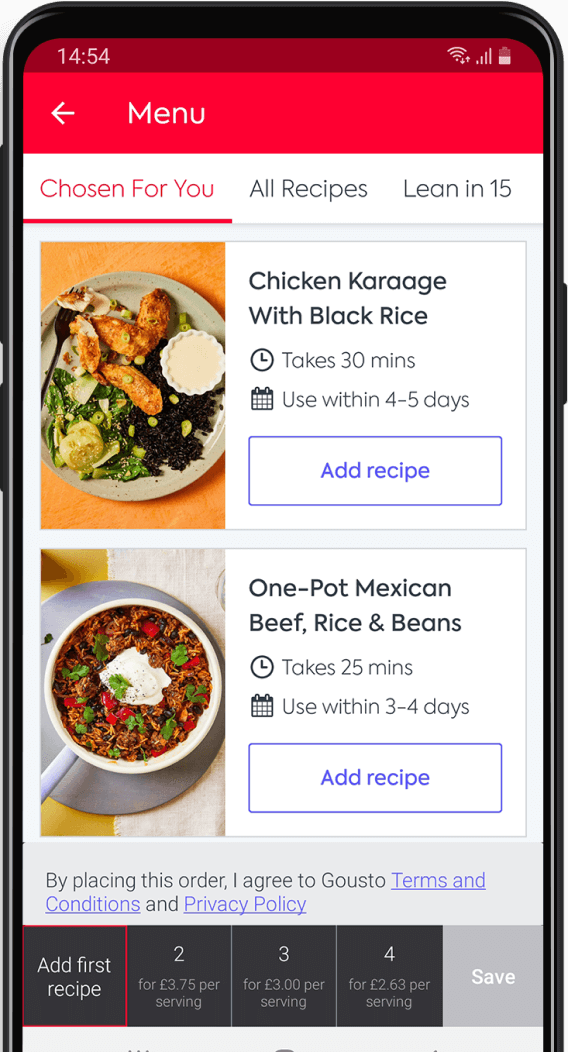 14:54
Menu
Chosen For You
All Recipes
Lean in 15
Chicken Karaage
With Black Rice
Takes 30 mins
Use within 4-5 days
Add recipe
One-Pot Mexican
Beef, Rice & Beans
Takes 25 mins
Use within 3-4 days
Add recipe
By placing this order, I agree to Gousto Terms and
Conditions and Privacy Policy
Add first
recipe
2
for £3.75 per
serving
3
for £3.00 per
serving
4
for £2.63 per
serving
Save